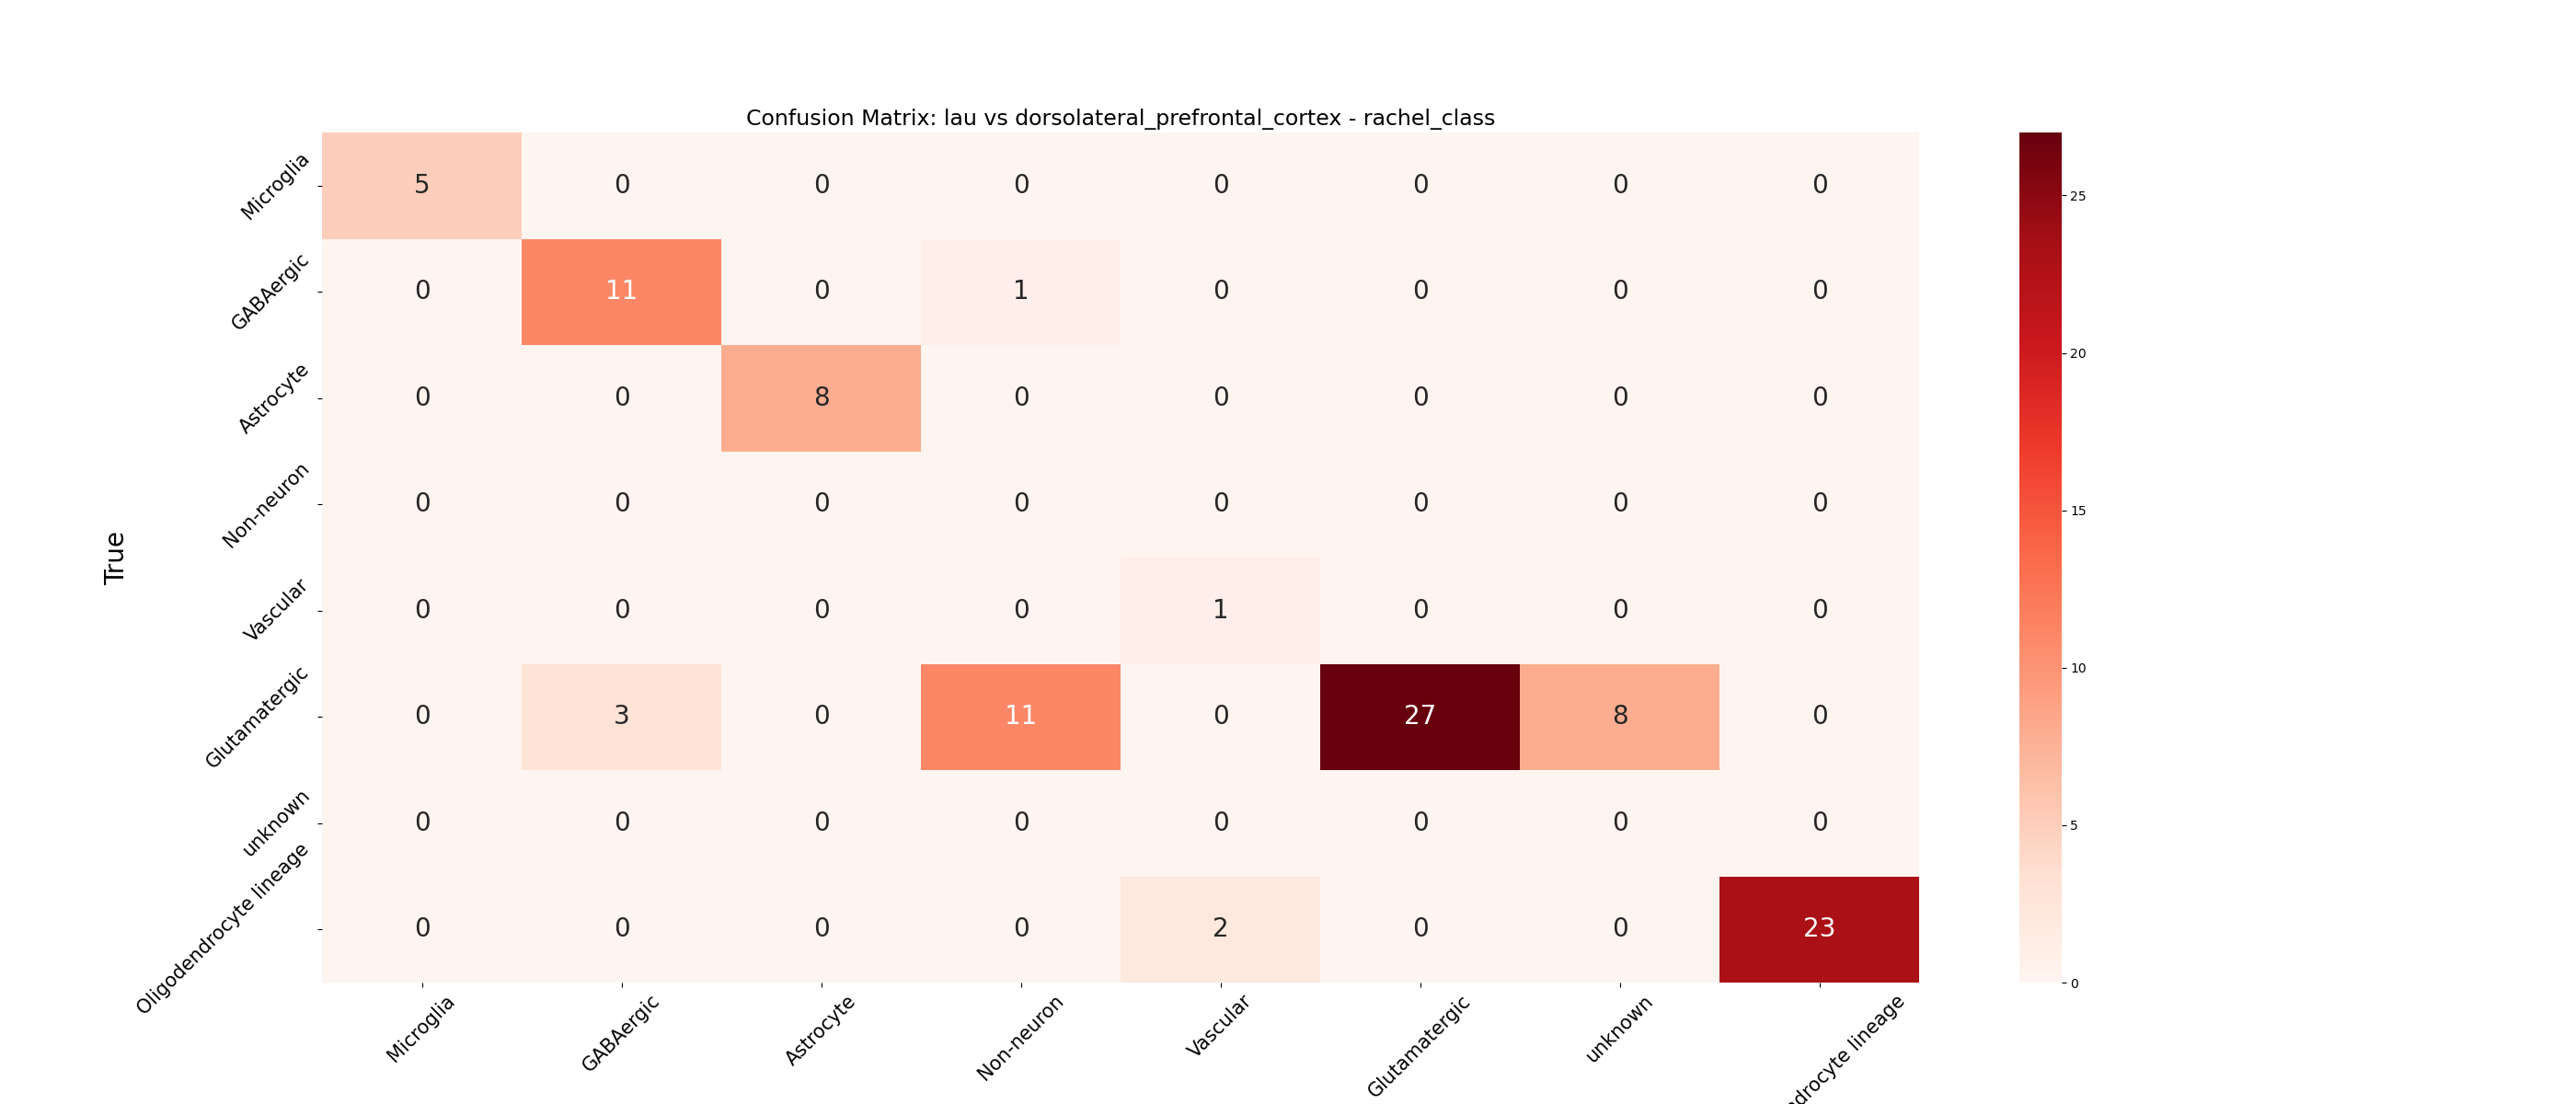 Confusion Matrix: lau vs dorsolateral_prefrontal_cortex - rachel_class
True
Microglia 5 0 0 0 0 0 0 0
GABAergic 0 11 0 1 0 0 0 0
Astrocyte 0 0 8 0 0 0 0 0
Non-neuron 0 0 0 0 0 0 0 0
Vascular 0 0 0 0 1 0 0 0
Glutamatergic 0 3 0 11 0 27 8 0
unknown 0 0 0 0 0 0 0 0
Oligodendrocyte lineage 0 0 0 0 2 0 0 23
Microglia GABAergic Astrocyte Non-neuron Vascular Glutamatergic unknown lineage
25
20
15
10
5
0